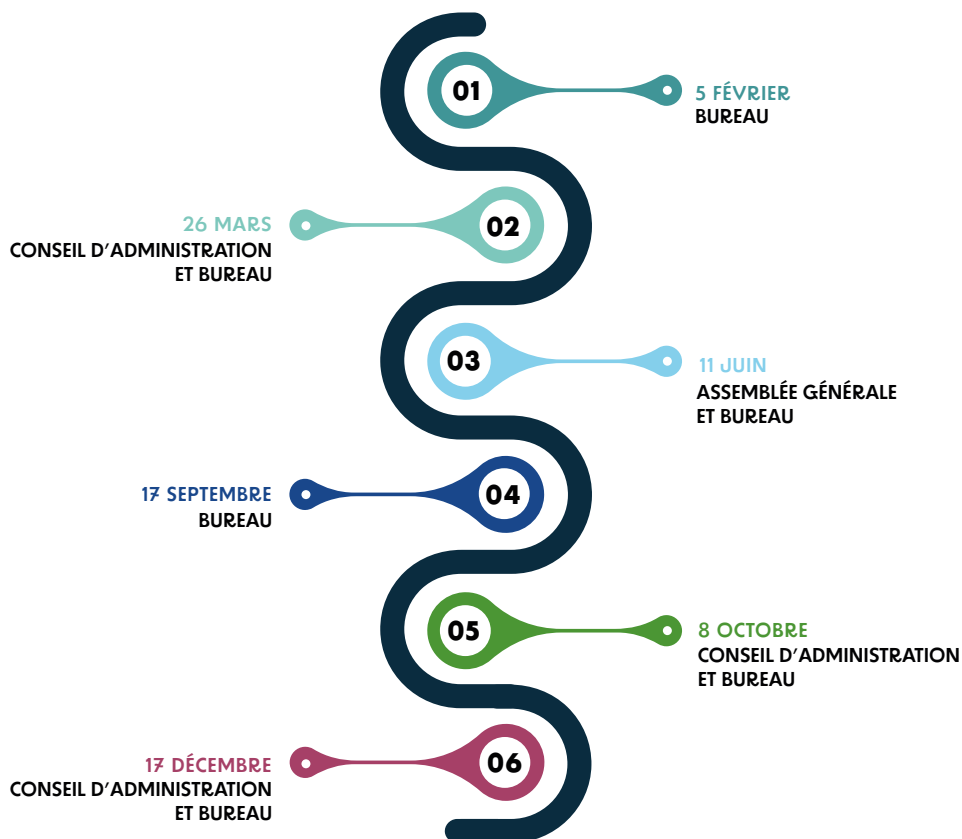 01
5 FÉVRIER
BUREAU
02
26 MARS
CONSEIL D'ADMINISTRATION
ET BUREAU
03
11 JUIN
ASSEMBLÉE GÉNÉRALE
ET BUREAU
04
17 SEPTEMBRE
BUREAU
05
8 OCTOBRE
CONSEIL D'ADMINISTRATION
ET BUREAU
06
17 DÉCEMBRE
CONSEIL D'ADMINISTRATION
ET BUREAU